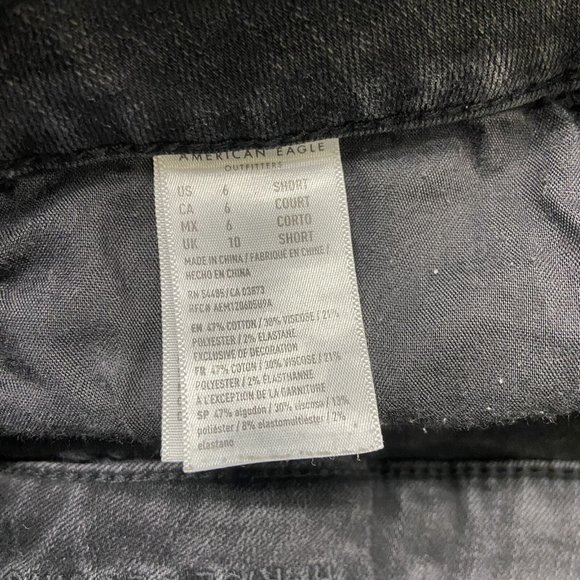 AMERICAN EAGLE
OUTFITTERS
US 6 SHORT
CA 6 COURT
MX 6 CORTO
UK 10 SHORT
MADE IN CHINA / FABRIQUE EN CHINE /
HECHO EN CHINA
RN 54485/CA 03873
RFC# AEM120605U9A
EN 47% COTTON / 30% VISCOSE / 21%
POLYESTER / 2% ELASTANE
EXCLUSIVE OF DECORATION
FR 47% COTON / 30% VISCOSE / 21%
POLYESTER / 2% ÉLASTHANNE
À L'EXCEPTION DE LA GARNITURE
SP 47% algodón / 30% viscosa / 13%
poliéster / 8% elastomultiéster / 2%
elastano